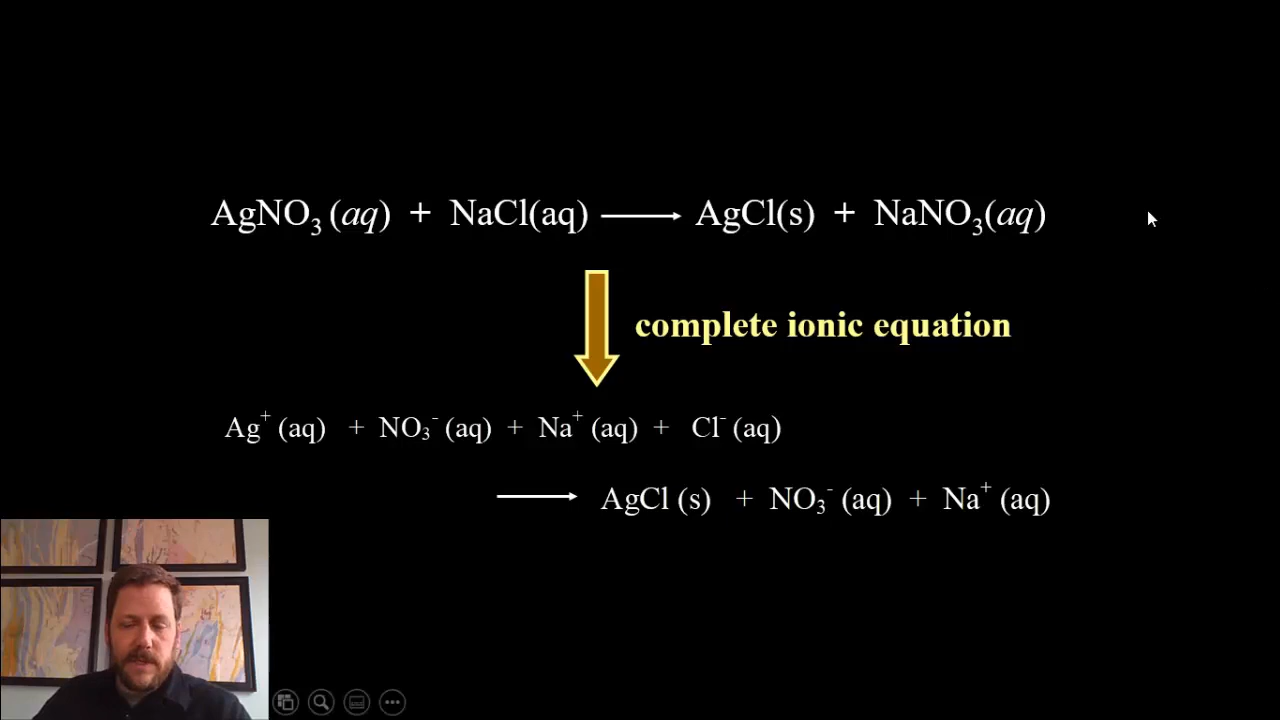 AgNO₃ (aq) + NaCl(aq) ⟶ AgCl(s) + NaNO₃(aq)
complete ionic equation
Ag⁺ (aq) + NO₃⁻ (aq) + Na⁺ (aq) + Cl⁻ (aq)
⟶ AgCl (s) + NO₃⁻ (aq) + Na⁺ (aq)